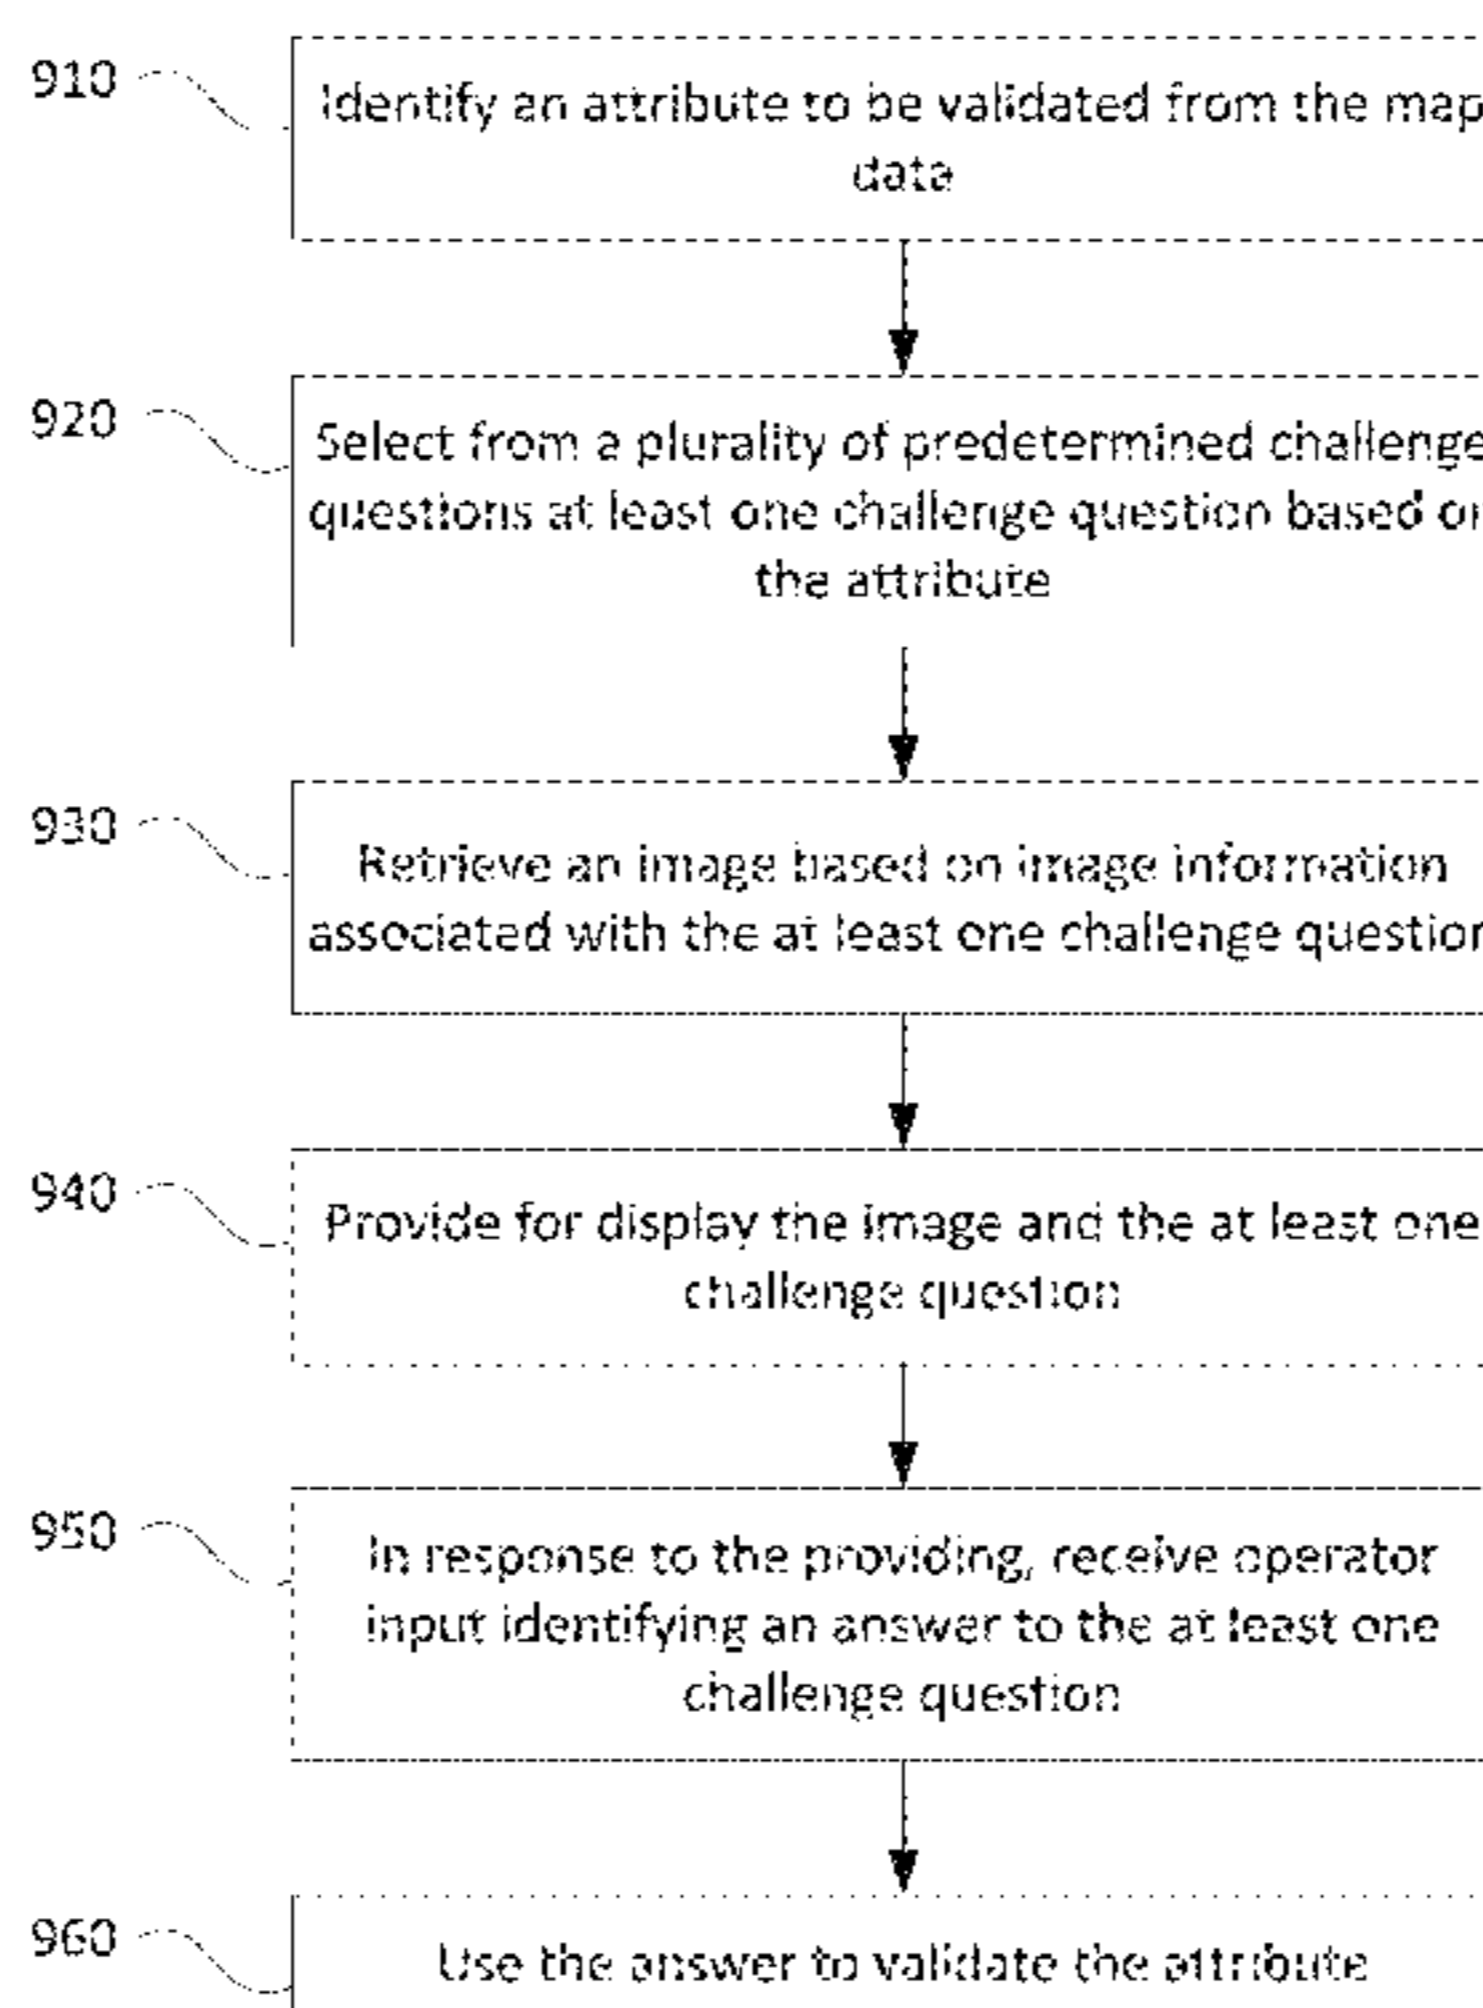 910
Identify an attribute to be validated from the map
data
920
Select from a plurality of predetermined challenge
questions at least one challenge question based on
the attribute
930
Retrieve an image based on image information
associated with the at least one challenge question
940
Provide for display the image and the at least one
challenge question
950
In response to the providing, receive operator
input identifying an answer to the at least one
challenge question
960
Use the answer to validate the attribute